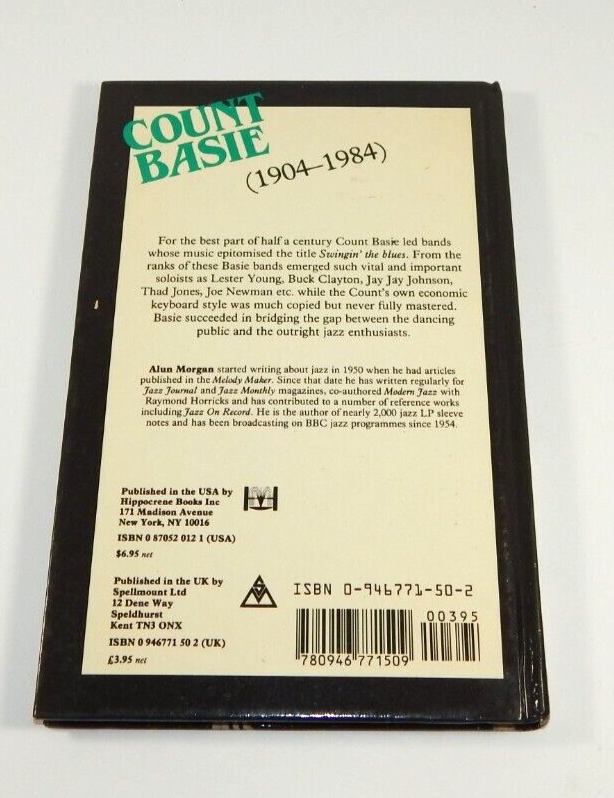 COUNT
BASIE
(1904–1984)
For the best part of half a century Count Basie led bands
whose music epitomised the title Swingin' the blues. From the
ranks of these Basie bands emerged such vital and important
soloists as Lester Young, Buck Clayton, Jay Jay Johnson,
Thad Jones, Joe Newman etc. while the Count's own economic
keyboard style was much copied but never fully mastered.
Basie succeeded in bridging the gap between the dancing
public and the outright jazz enthusiasts.
Alun Morgan started writing about jazz in 1950 when he had articles
published in the Melody Maker. Since that date he has written regularly for
Jazz Journal and Jazz Monthly magazines, co-authored Modern Jazz with
Raymond Horricks and has contributed to a number of reference works
including Jazz On Record. He is the author of nearly 2,000 jazz LP sleeve
notes and has been broadcasting on BBC jazz programmes since 1954.
Published in the USA by
Hippocrene Books Inc
171 Madison Avenue
New York, NY 10016
ISBN 0 87052 012 1 (USA)
$6.95 net
Published in the UK by
Spellmount Ltd
12 Dene Way
Speldhurst
Kent TN3 ONX
ISBN 0 946771 50 2 (UK)
£3.95 net
ISBN 0-946771-50-2
00395
780946 771509